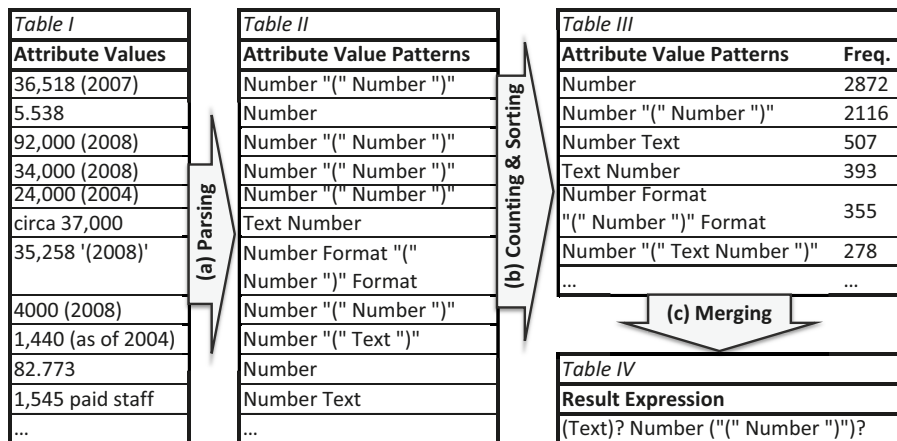 Table I
Attribute Values
36,518 (2007)
5.538
92,000 (2008)
34,000 (2008)
24,000 (2004)
circa 37,000
35,258 '(2008)'
4000 (2008)
1,440 (as of 2004)
82.773
1,545 paid staff
...
(a) Parsing
Table II
Attribute Value Patterns
Number "(" Number ")"
Number
Number "(" Number ")"
Number "(" Number ")"
Number "(" Number ")"
Text Number
Number Format "("
Number ")" Format
Number "(" Number ")"
Number "(" Text ")"
Number
Number Text
...
(b) Counting & Sorting
Table III
Attribute Value Patterns Freq.
Number 2872
Number "(" Number ")" 2116
Number Text 507
Text Number 393
Number Format
"(" Number ")" Format 355
Number "(" Text Number ")" 278
... ...
(c) Merging
Table IV
Result Expression
(Text)? Number ("(" Number ")")?